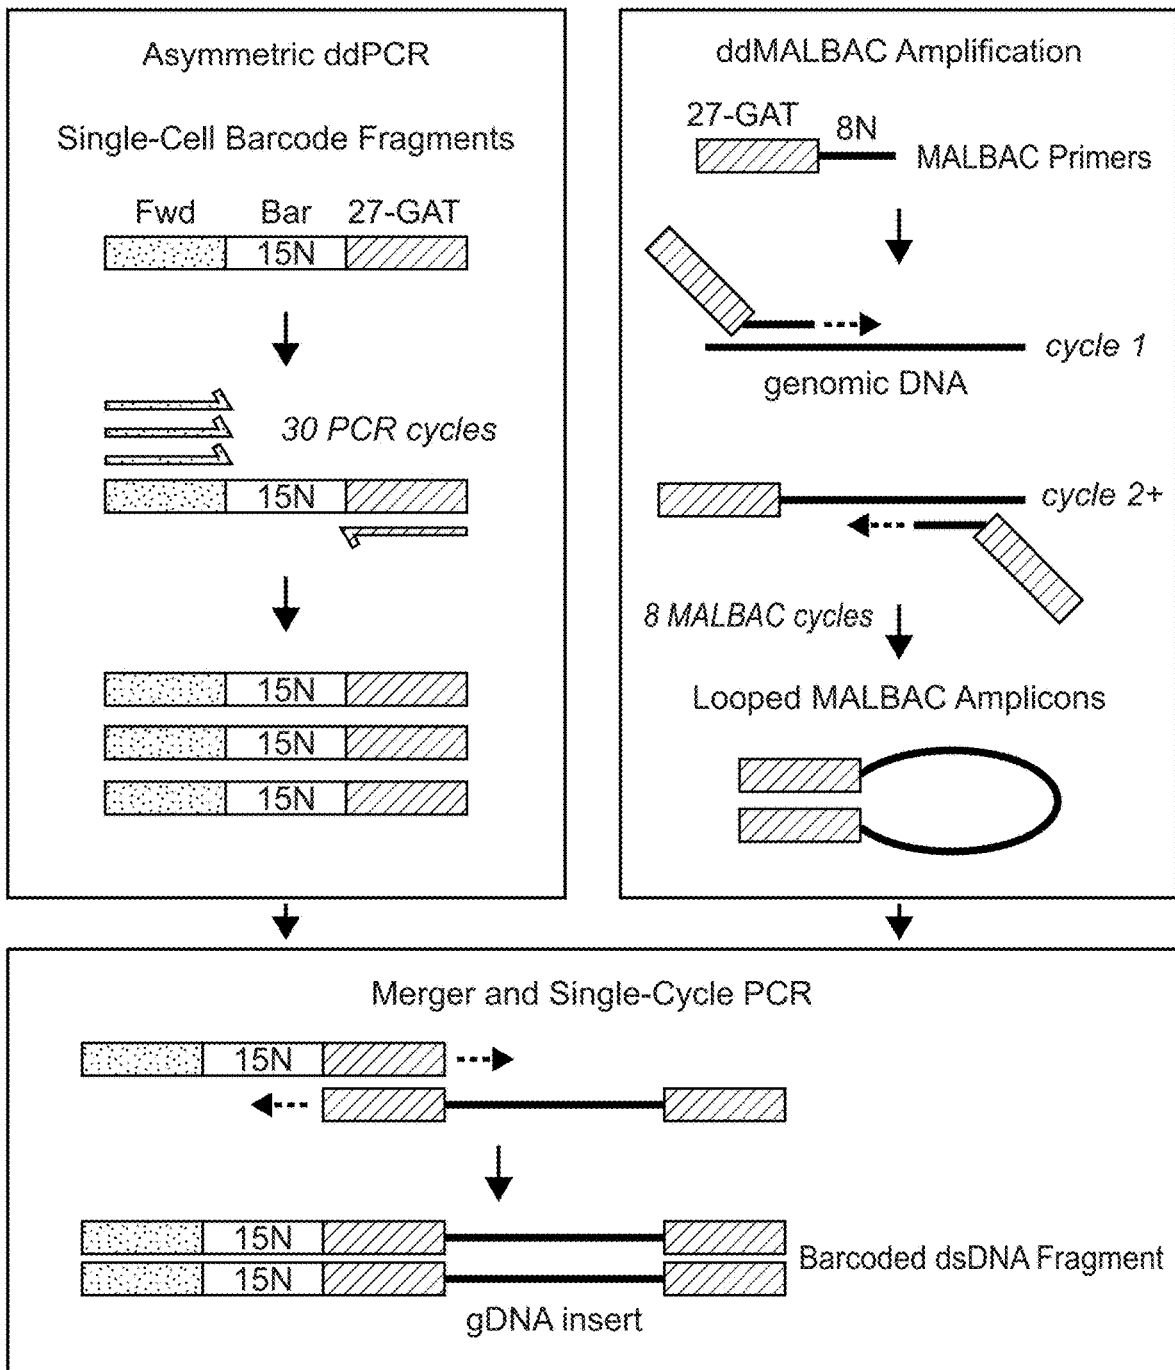 Asymmetric ddPCR
Single-Cell Barcode Fragments
Fwd Bar 27-GAT
15N
30 PCR cycles
15N
15N
15N
15N
ddMALBAC Amplification
27-GAT
8N
MALBAC Primers
cycle 1
genomic DNA
cycle 2+
8 MALBAC cycles
Looped MALBAC Amplicons
Merger and Single-Cycle PCR
15N
15N
15N
Barcoded dsDNA Fragment
gDNA insert